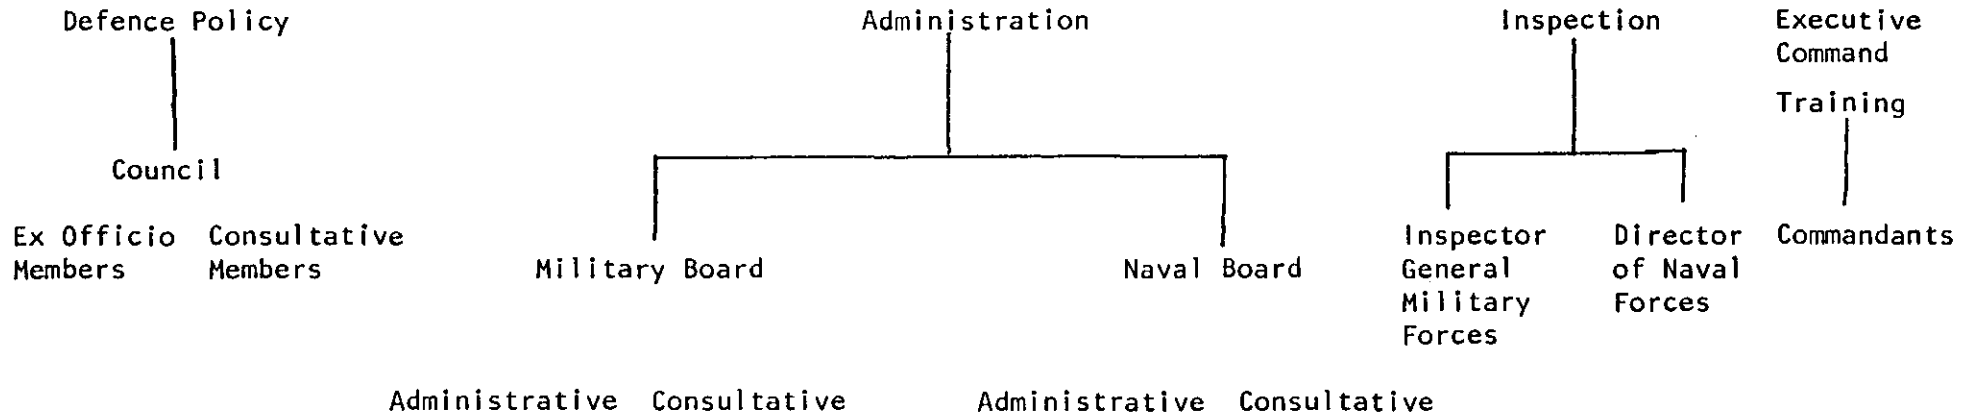 Defence Policy
Administration
Inspection
Executive
Command
Training
Council
Ex Officio
Members
Consultative
Members
Military Board
Naval Board
Inspector
General
Military
Forces
Director
of Naval
Forces
Commandants
Administrative Consultative
Administrative Consultative